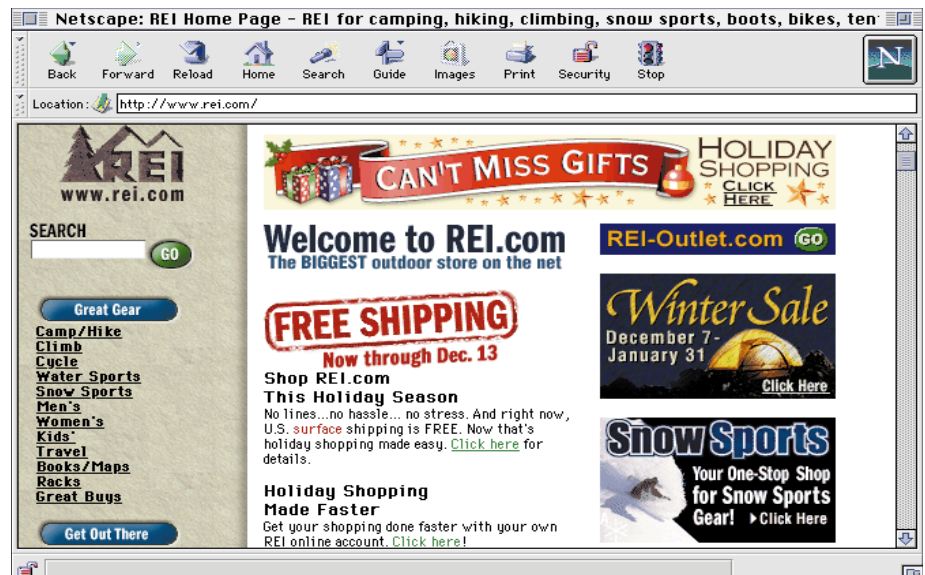 Netscape: REI Home Page - REI for camping, hiking, climbing, snow sports, boots, bikes, ten
Back Forward Reload Home Search Guide Images Print Security Stop
N
Location: http://www.rei.com/
REI
www.rei.com
SEARCH
GO
Great Gear
Camp/Hike
Climb
Cycle
Water Sports
Snow Sports
Men's
Women's
Kids'
Travel
Books/Maps
Racks
Great Buys
Get Out There
CAN'T MISS GIFTS
HOLIDAY
SHOPPING
CLICK
HERE
Welcome to REI.com
The BIGGEST outdoor store on the net
FREE SHIPPING
Now through Dec. 13
Shop REI.com
This Holiday Season
No lines...no hassle... no stress. And right now,
U.S. surface shipping is FREE. Now that's
holiday shopping made easy. Click here for
details.
Holiday Shopping
Made Faster
Get your shopping done faster with your own
REI online account. Click here!
REI-Outlet.com GO
Winter Sale
December 7-
January 31
Click Here
Snow Sports
Your One-Stop Shop
for Snow Sports
Gear! Click Here